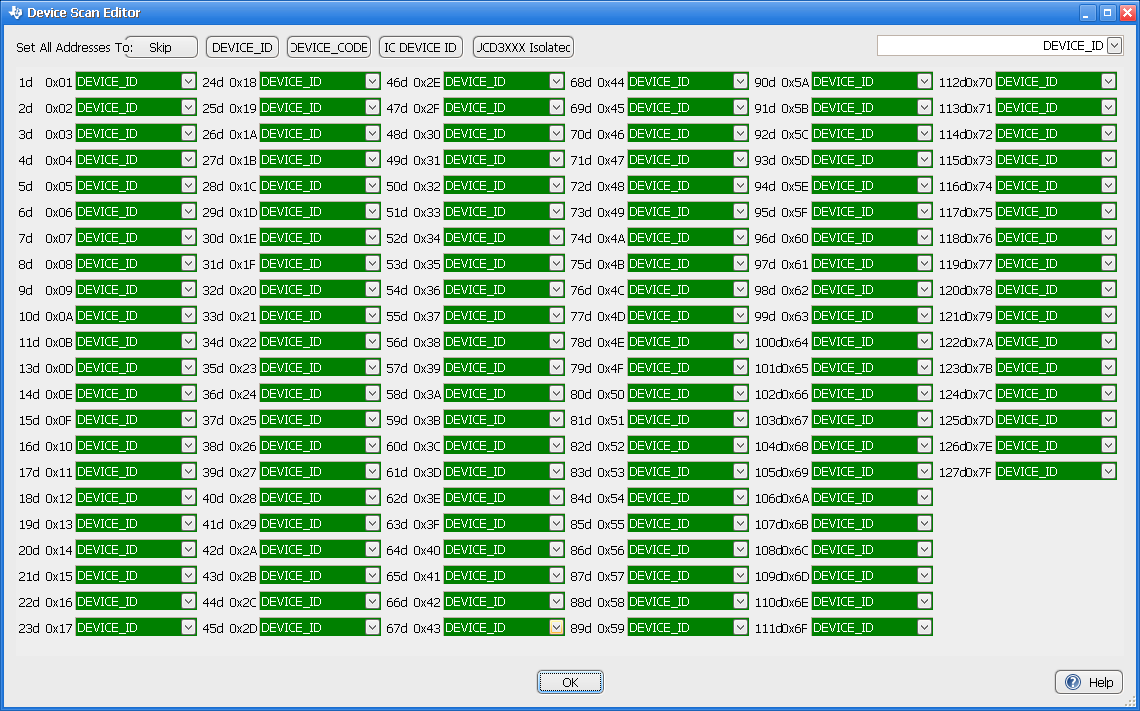 Device Scan Editor
Set All Addresses To: Skip DEVICE_ID DEVICE_CODE IC DEVICE ID UCD3XXX Isolated DEVICE_ID
1d 0x01 DEVICE_ID 24d 0x18 DEVICE_ID 46d 0x2E DEVICE_ID 68d 0x44 DEVICE_ID 90d 0x5A DEVICE_ID 112d0x70 DEVICE_ID
2d 0x02 DEVICE_ID 25d 0x19 DEVICE_ID 47d 0x2F DEVICE_ID 69d 0x45 DEVICE_ID 91d 0x5B DEVICE_ID 113d0x71 DEVICE_ID
3d 0x03 DEVICE_ID 26d 0x1A DEVICE_ID 48d 0x30 DEVICE_ID 70d 0x46 DEVICE_ID 92d 0x5C DEVICE_ID 114d0x72 DEVICE_ID
4d 0x04 DEVICE_ID 27d 0x1B DEVICE_ID 49d 0x31 DEVICE_ID 71d 0x47 DEVICE_ID 93d 0x5D DEVICE_ID 115d0x73 DEVICE_ID
5d 0x05 DEVICE_ID 28d 0x1C DEVICE_ID 50d 0x32 DEVICE_ID 72d 0x48 DEVICE_ID 94d 0x5E DEVICE_ID 116d0x74 DEVICE_ID
6d 0x06 DEVICE_ID 29d 0x1D DEVICE_ID 51d 0x33 DEVICE_ID 73d 0x49 DEVICE_ID 95d 0x5F DEVICE_ID 117d0x75 DEVICE_ID
7d 0x07 DEVICE_ID 30d 0x1E DEVICE_ID 52d 0x34 DEVICE_ID 74d 0x4A DEVICE_ID 96d 0x60 DEVICE_ID 118d0x76 DEVICE_ID
8d 0x08 DEVICE_ID 31d 0x1F DEVICE_ID 53d 0x35 DEVICE_ID 75d 0x4B DEVICE_ID 97d 0x61 DEVICE_ID 119d0x77 DEVICE_ID
9d 0x09 DEVICE_ID 32d 0x20 DEVICE_ID 54d 0x36 DEVICE_ID 76d 0x4C DEVICE_ID 98d 0x62 DEVICE_ID 120d0x78 DEVICE_ID
10d 0x0A DEVICE_ID 33d 0x21 DEVICE_ID 55d 0x37 DEVICE_ID 77d 0x4D DEVICE_ID 99d 0x63 DEVICE_ID 121d0x79 DEVICE_ID
11d 0x0B DEVICE_ID 34d 0x22 DEVICE_ID 56d 0x38 DEVICE_ID 78d 0x4E DEVICE_ID 100d0x64 DEVICE_ID 122d0x7A DEVICE_ID
13d 0x0D DEVICE_ID 35d 0x23 DEVICE_ID 57d 0x39 DEVICE_ID 79d 0x4F DEVICE_ID 101d0x65 DEVICE_ID 123d0x7B DEVICE_ID
14d 0x0E DEVICE_ID 36d 0x24 DEVICE_ID 58d 0x3A DEVICE_ID 80d 0x50 DEVICE_ID 102d0x66 DEVICE_ID 124d0x7C DEVICE_ID
15d 0x0F DEVICE_ID 37d 0x25 DEVICE_ID 59d 0x3B DEVICE_ID 81d 0x51 DEVICE_ID 103d0x67 DEVICE_ID 125d0x7D DEVICE_ID
16d 0x10 DEVICE_ID 38d 0x26 DEVICE_ID 60d 0x3C DEVICE_ID 82d 0x52 DEVICE_ID 104d0x68 DEVICE_ID 126d0x7E DEVICE_ID
17d 0x11 DEVICE_ID 39d 0x27 DEVICE_ID 61d 0x3D DEVICE_ID 83d 0x53 DEVICE_ID 105d0x69 DEVICE_ID 127d0x7F DEVICE_ID
18d 0x12 DEVICE_ID 40d 0x28 DEVICE_ID 62d 0x3E DEVICE_ID 84d 0x54 DEVICE_ID 106d0x6A DEVICE_ID
19d 0x13 DEVICE_ID 41d 0x29 DEVICE_ID 63d 0x3F DEVICE_ID 85d 0x55 DEVICE_ID 107d0x6B DEVICE_ID
20d 0x14 DEVICE_ID 42d 0x2A DEVICE_ID 64d 0x40 DEVICE_ID 86d 0x56 DEVICE_ID 108d0x6C DEVICE_ID
21d 0x15 DEVICE_ID 43d 0x2B DEVICE_ID 65d 0x41 DEVICE_ID 87d 0x57 DEVICE_ID 109d0x6D DEVICE_ID
22d 0x16 DEVICE_ID 44d 0x2C DEVICE_ID 66d 0x42 DEVICE_ID 88d 0x58 DEVICE_ID 110d0x6E DEVICE_ID
23d 0x17 DEVICE_ID 45d 0x2D DEVICE_ID 67d 0x43 DEVICE_ID 89d 0x59 DEVICE_ID 111d0x6F DEVICE_ID
OK
Help